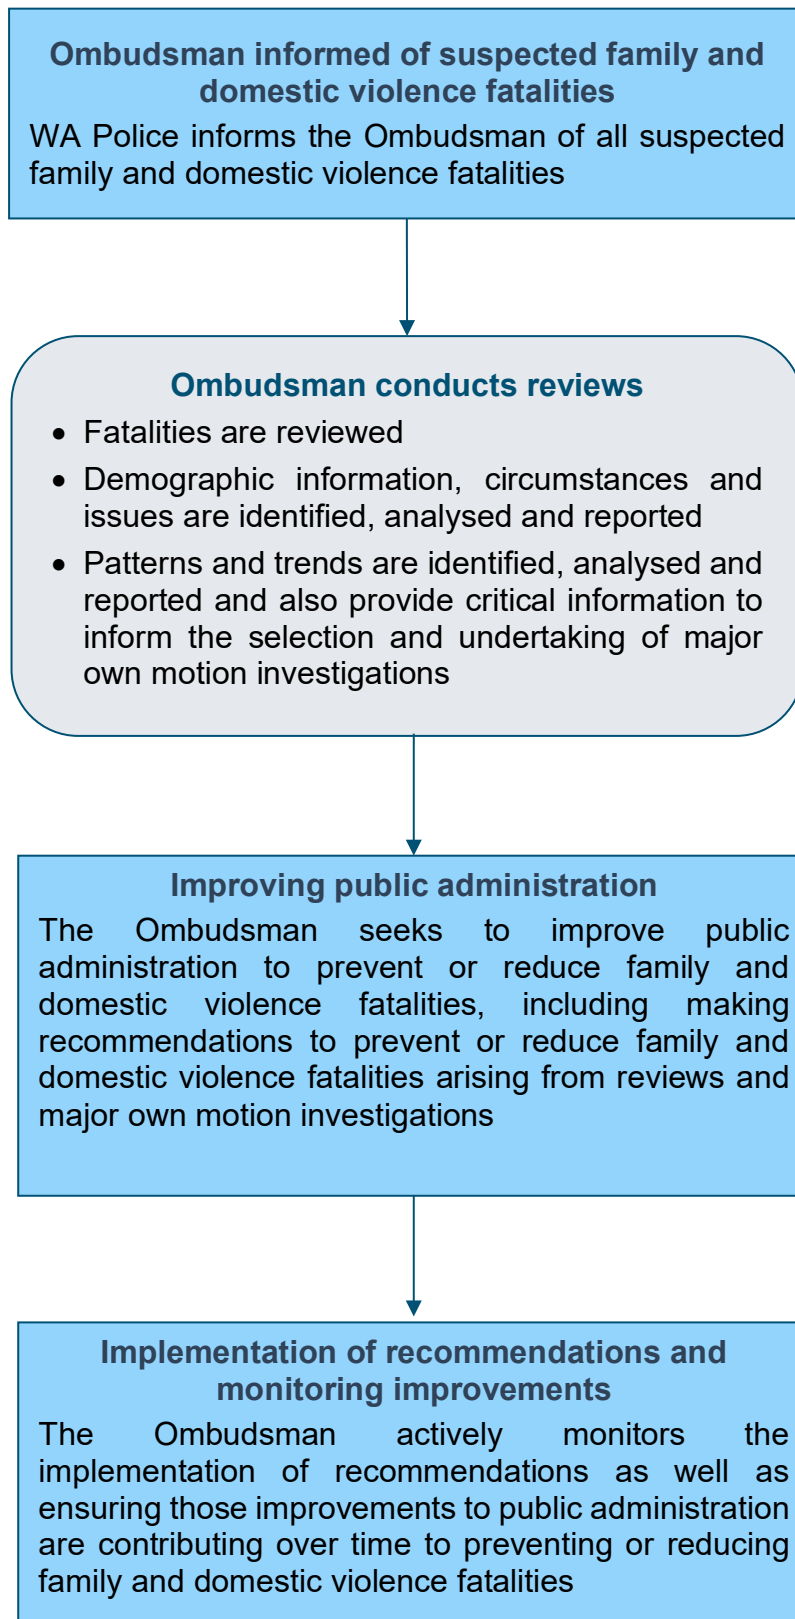 Ombudsman informed of suspected family and
domestic violence fatalities
WA Police informs the Ombudsman of all suspected
family and domestic violence fatalities
Ombudsman conducts reviews
• Fatalities are reviewed
• Demographic information, circumstances and
issues are identified, analysed and reported
• Patterns and trends are identified, analysed and
reported and also provide critical information to
inform the selection and undertaking of major
own motion investigations
Improving public administration
The Ombudsman seeks to improve public
administration to prevent or reduce family and
domestic violence fatalities, including making
recommendations to prevent or reduce family and
domestic violence fatalities arising from reviews and
major own motion investigations
Implementation of recommendations and
monitoring improvements
The Ombudsman actively monitors the
implementation of recommendations as well as
ensuring those improvements to public administration
are contributing over time to preventing or reducing
family and domestic violence fatalities